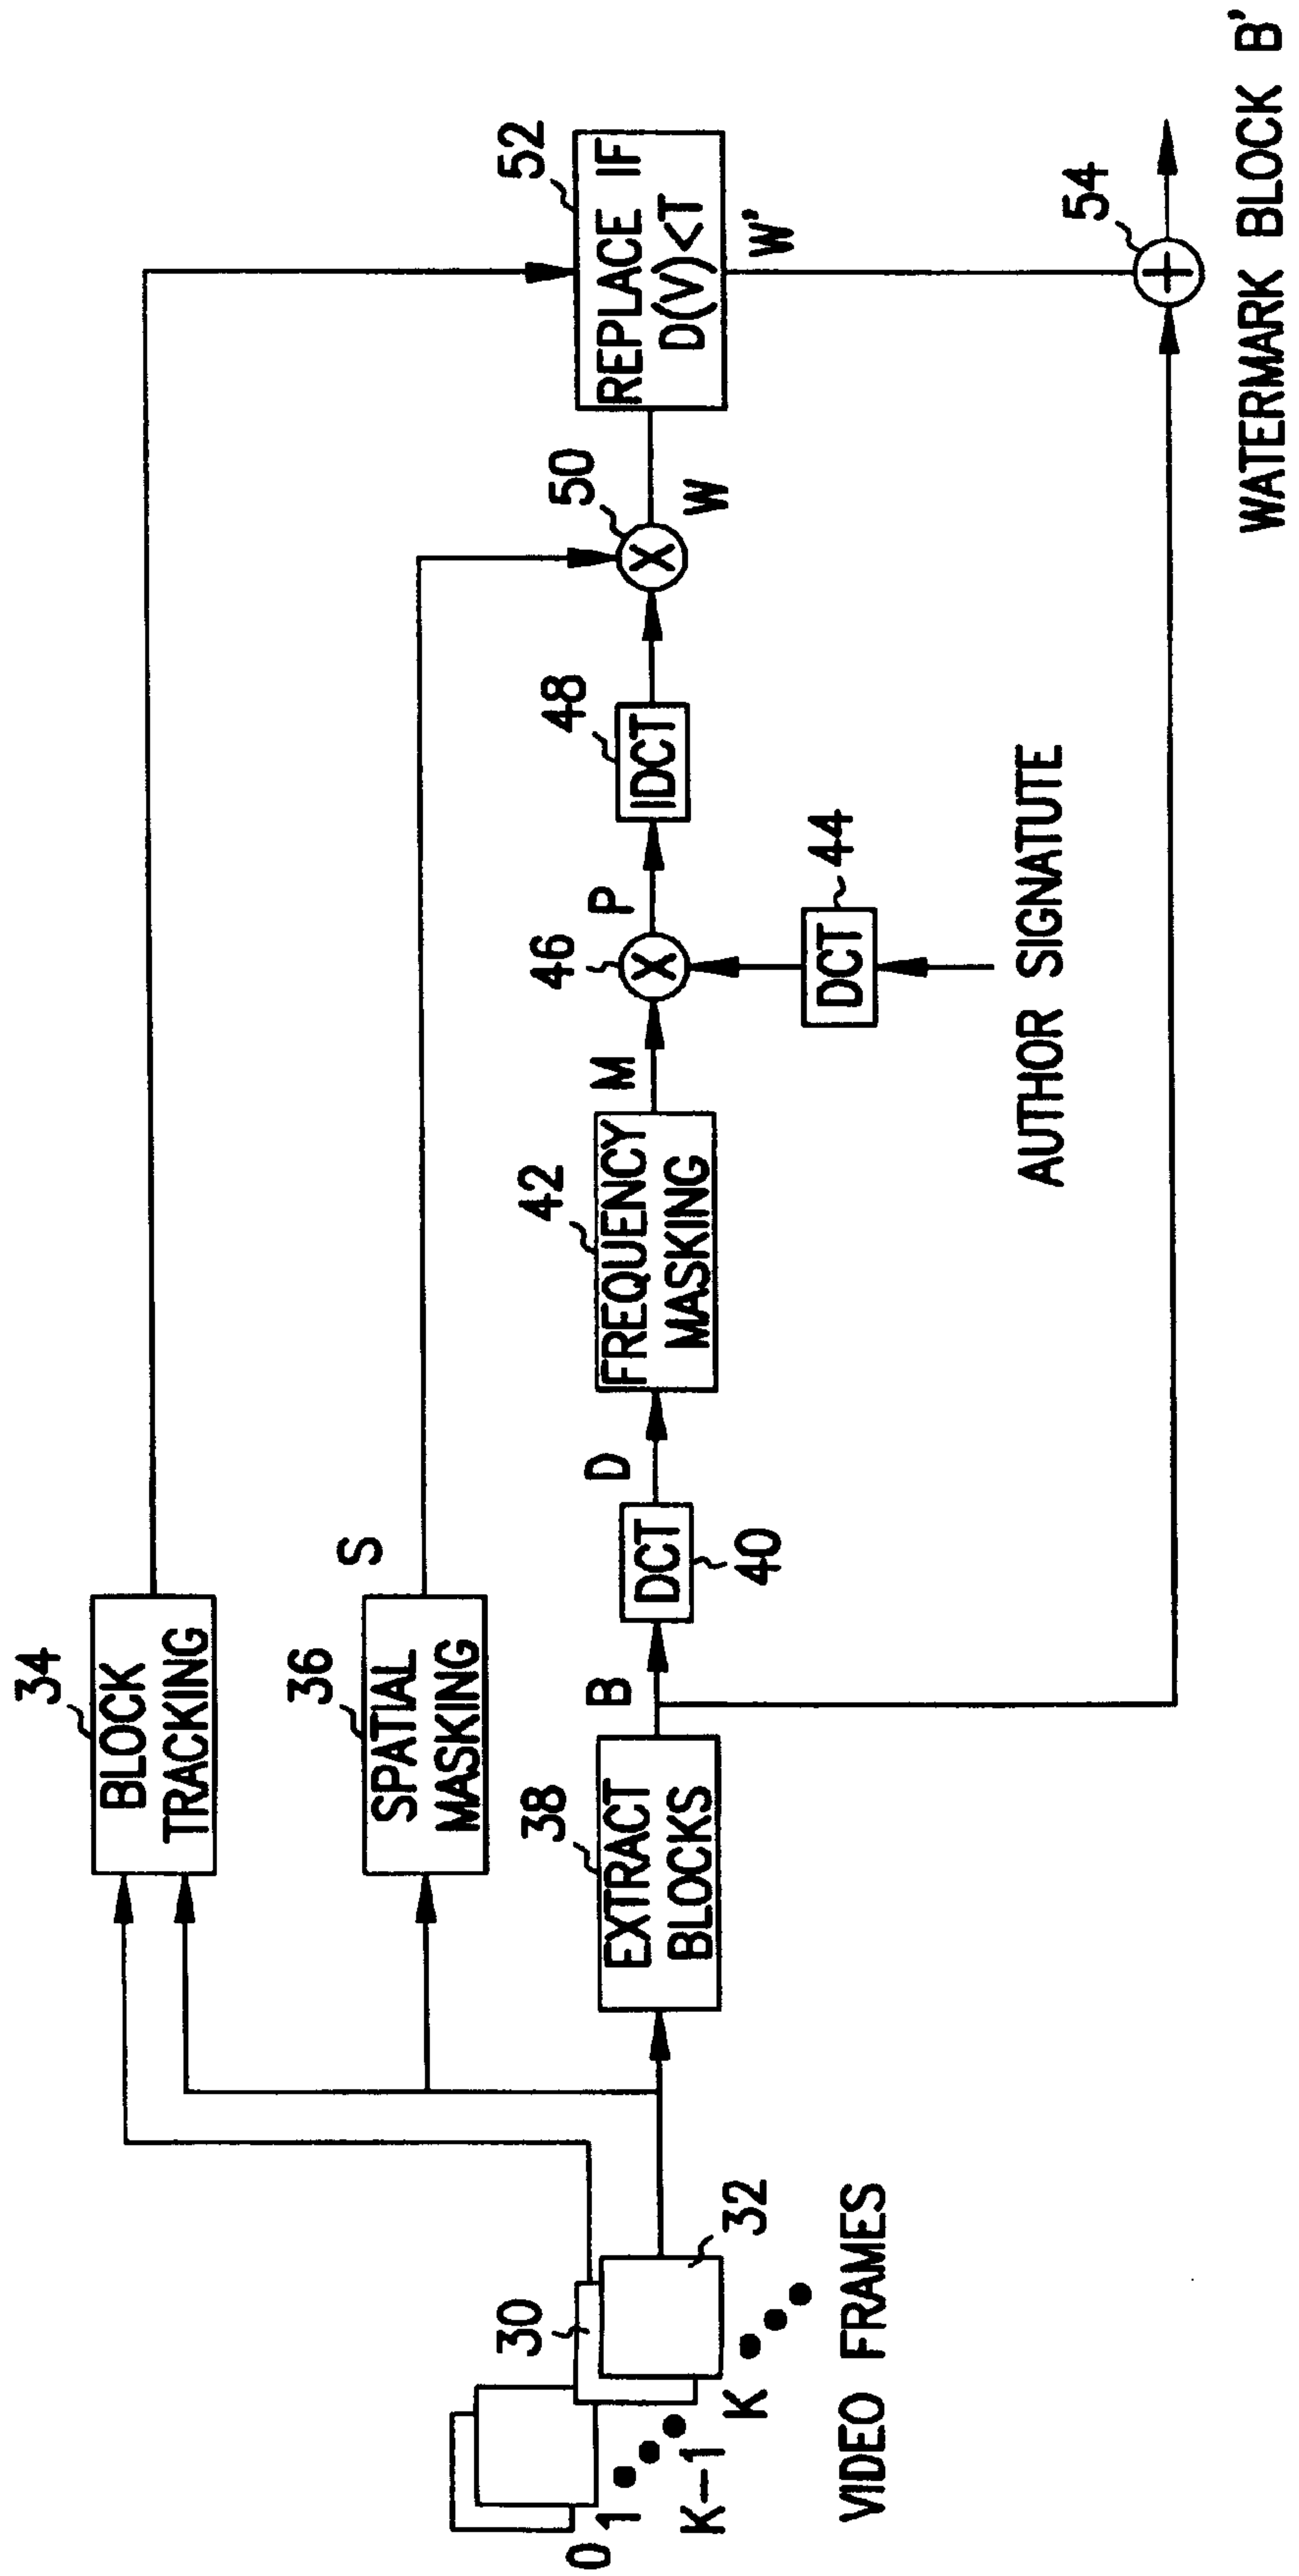 34
BLOCK
TRACKING
36
S
SPATIAL
MASKING
0
1
K-1
K
30
32
VIDEO FRAMES
38
EXTRACT
BLOCKS
B
DCT
40
D
42
FREQUENCY
MASKING
M
46
X
P
DCT
44
AUTHOR SIGNATUTE
48
IDCT
50
X
W
52
REPLACE IF
D(V)<T
W'
54
+
WATERMARK BLOCK B'